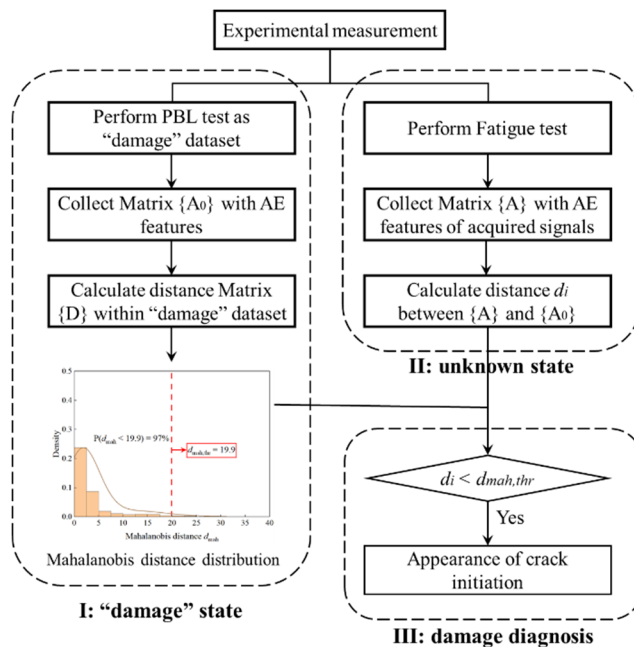 Experimental measurement
Perform PBL test as
“damage” dataset
Collect Matrix {A₀} with AE
features
Calculate distance Matrix
{D} within “damage” dataset
0.5
0.4
0.3
0.2
0.1
0.0
Density
P(dₘₐₕ < 19.9) = 97%
dₘₐₕ,ₜₕᵣ = 19.9
0
5
10
15
20
25
30
35
40
Mahalanobis distance dₘₐₕ
Mahalanobis distance distribution
I: “damage” state
Perform Fatigue test
Collect Matrix {A} with AE
features of acquired signals
Calculate distance dᵢ
between {A} and {A₀}
II: unknown state
dᵢ < dmah,thr
Yes
Appearance of crack
initiation
III: damage diagnosis